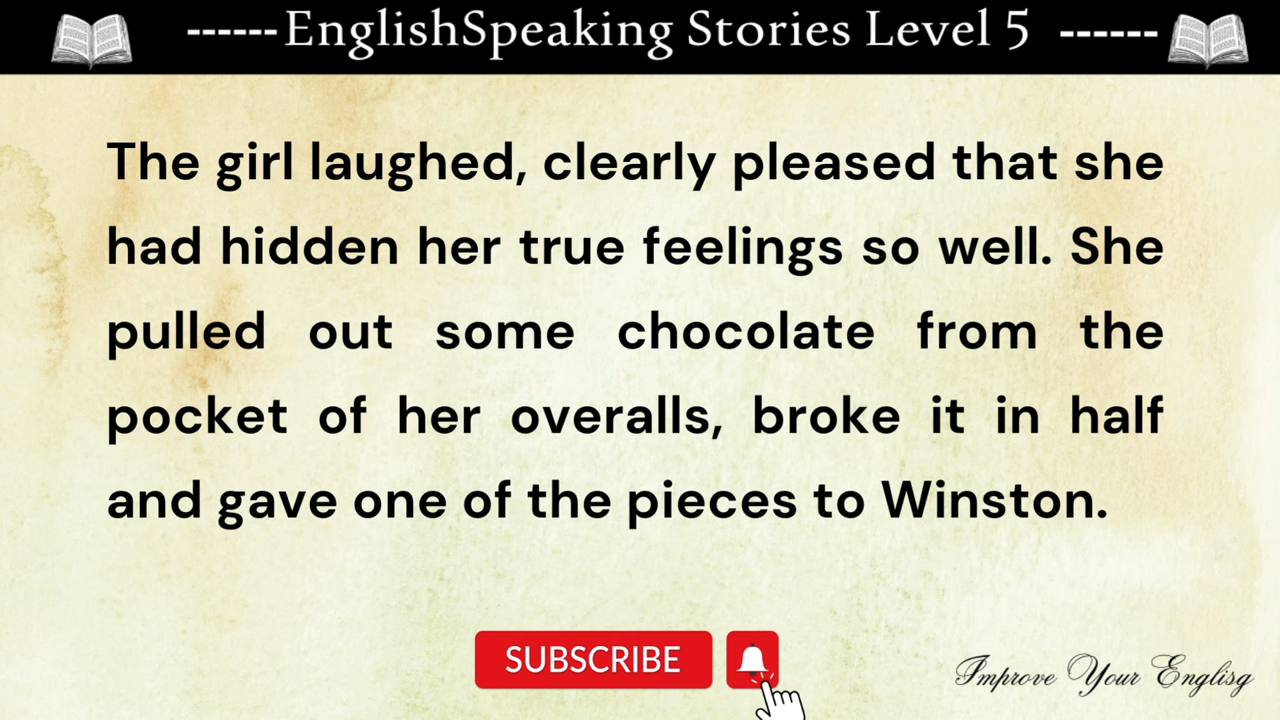 ------EnglishSpeaking Stories Level 5 ------
The girl laughed, clearly pleased that she
had hidden her true feelings so well. She
pulled out some chocolate from the
pocket of her overalls, broke it in half
and gave one of the pieces to Winston.
SUBSCRIBE
Improve Your Englisg